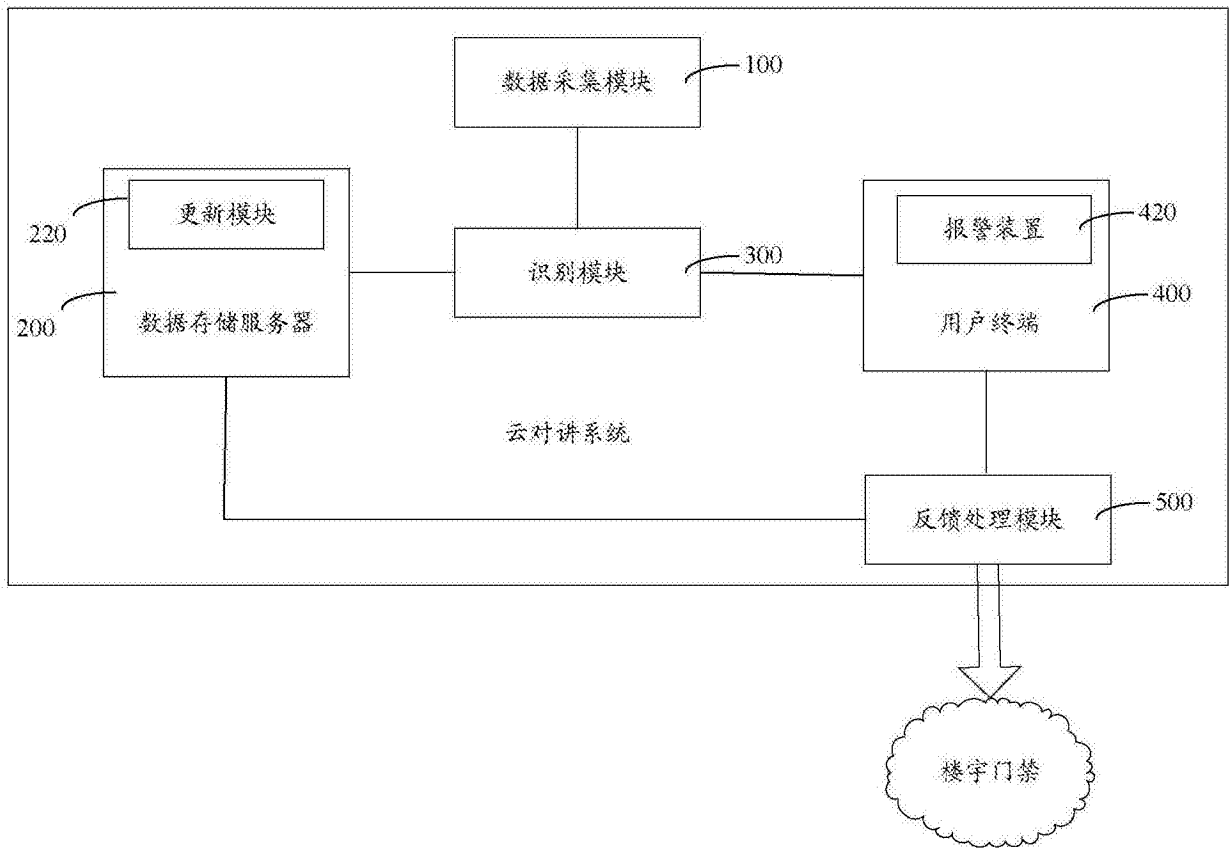 数据采集模块
100
更新模块
220
数据存储服务器
200
识别模块
300
报警装置
420
用户终端
400
云对讲系统
反馈处理模块
500
楼宇门禁